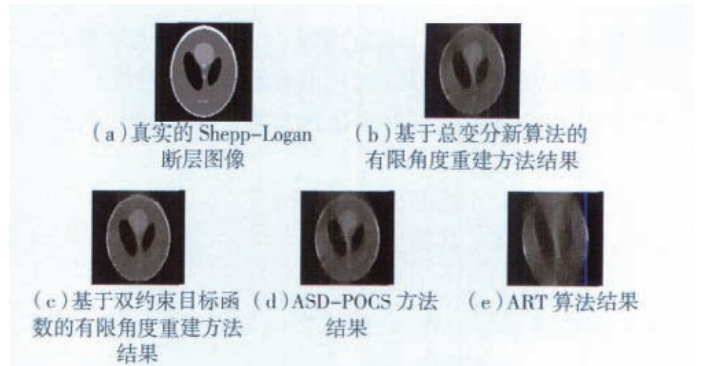 (a)真实的 Shepp-Logan
断层图像
(b)基于总变分新算法的
有限角度重建方法结果
(c)基于双约束目标函
数的有限角度重建方法
结果
(d)ASD-POCS 方法
结果
(e)ART 算法结果